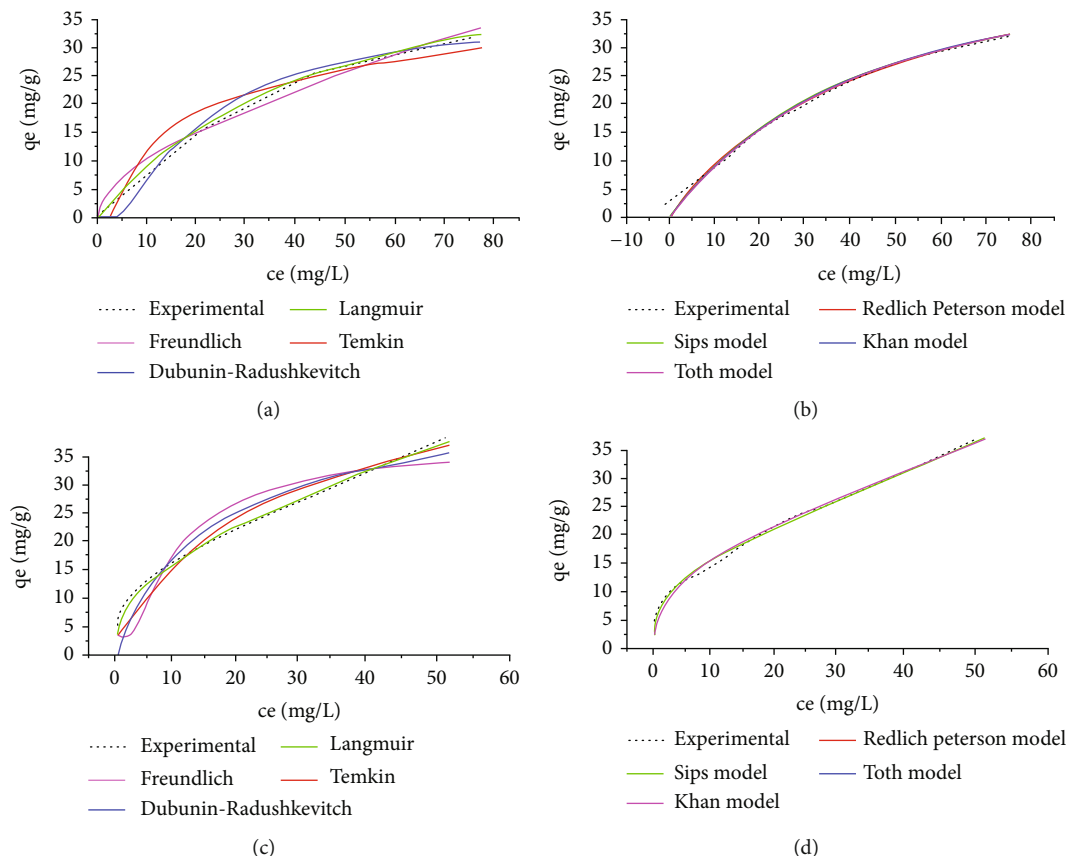 35
30
25
20
15
10
5
0
qe (mg/g)
0 10 20 30 40 50 60 70 80
ce (mg/L)
Experimental Langmuir
Freundlich Temkin
Dubunin-Radushkevitch
(a)
35
30
25
20
15
10
5
0
qe (mg/g)
−10 0 10 20 30 40 50 60 70 80
ce (mg/L)
Experimental Redlich Peterson model
Sips model Khan model
Toth model
(b)
35
30
25
20
15
10
5
0
qe (mg/g)
0 10 20 30 40 50 60
ce (mg/L)
Experimental Langmuir
Freundlich Temkin
Dubunin-Radushkevitch
(c)
35
30
25
20
15
10
5
0
qe (mg/g)
0 10 20 30 40 50 60
ce (mg/L)
Experimental Redlich peterson model
Sips model Toth model
Khan model
(d)